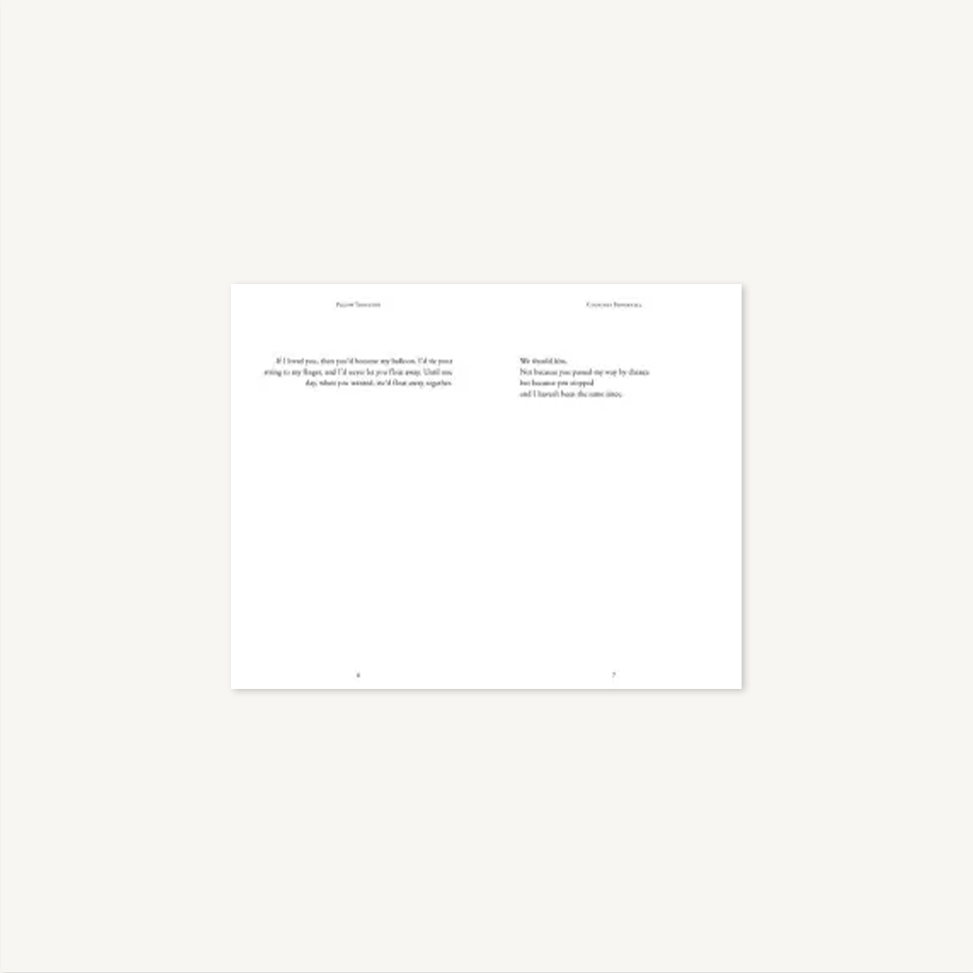 Pillow Thoughts
If I loved you, then you'd become my balloon. I'd tie your
string to my finger, and I'd never let you float away. Until one
day, when you wanted, we'd float away together.
6
Courtney Peppernell
We should kiss.
Not because you passed my way by chance
but because you stopped
and I haven't been the same since.
7